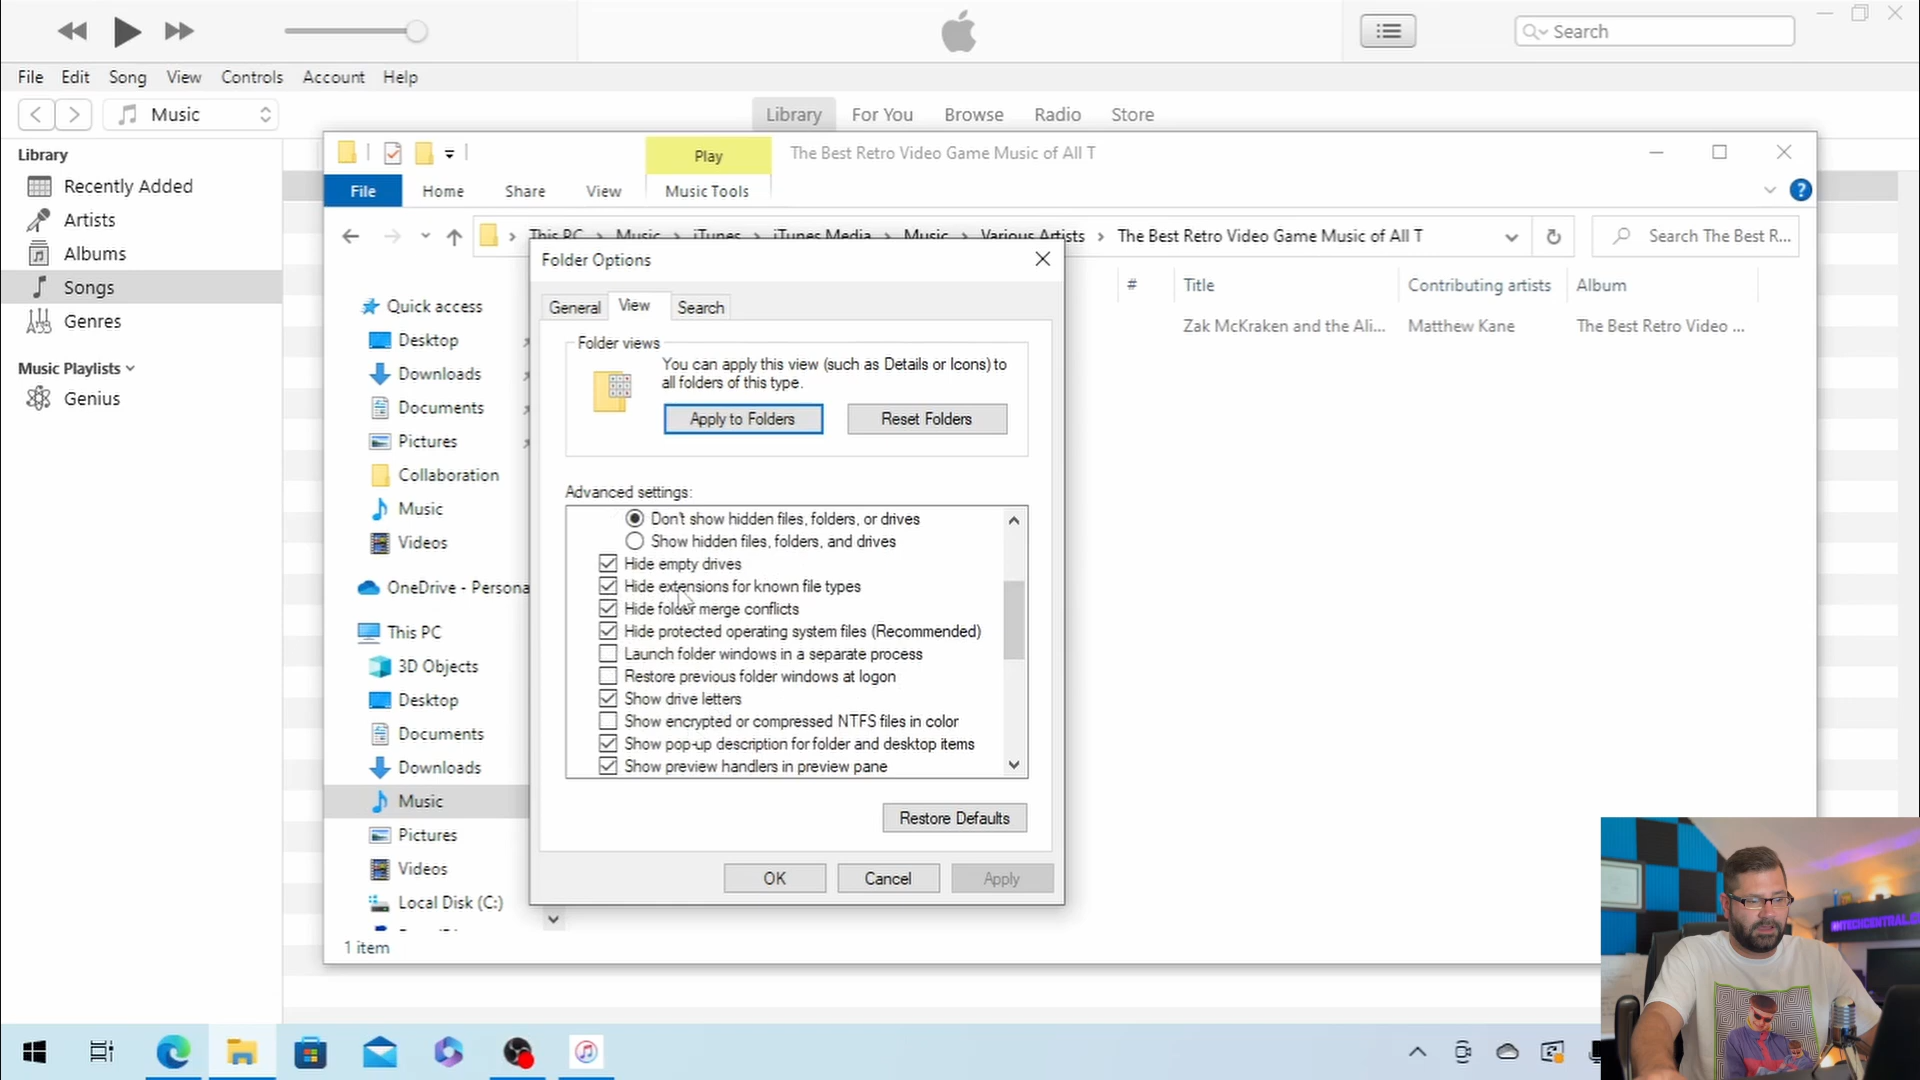 Search
File Edit Song View Controls Account Help
Music
Library For You Browse Radio Store
Library
Recently Added
Artists
Albums
Songs
Genres
Music Playlists
Genius
Play
The Best Retro Video Game Music of All T
File Home Share View Music Tools
This PC Music iTunes iTunes Media Music Various Artists The Best Retro Video Game Music of All T
Search The Best R...
# Title Contributing artists Album
Zak McKraken and the Ali... Matthew Kane The Best Retro Video ...
Quick access
Desktop
Downloads
Documents
Pictures
Collaboration
Music
Videos
OneDrive - Persona
This PC
3D Objects
Desktop
Documents
Downloads
Music
Pictures
Videos
Local Disk (C:)
1 item
Folder Options
General View Search
Folder views
You can apply this view (such as Details or Icons) to
all folders of this type.
Apply to Folders Reset Folders
Advanced settings:
Don't show hidden files, folders, or drives
Show hidden files, folders, and drives
Hide empty drives
Hide extensions for known file types
Hide folder merge conflicts
Hide protected operating system files (Recommended)
Launch folder windows in a separate process
Restore previous folder windows at logon
Show drive letters
Show encrypted or compressed NTFS files in color
Show pop-up description for folder and desktop items
Show preview handlers in preview pane
Restore Defaults
OK Cancel Apply